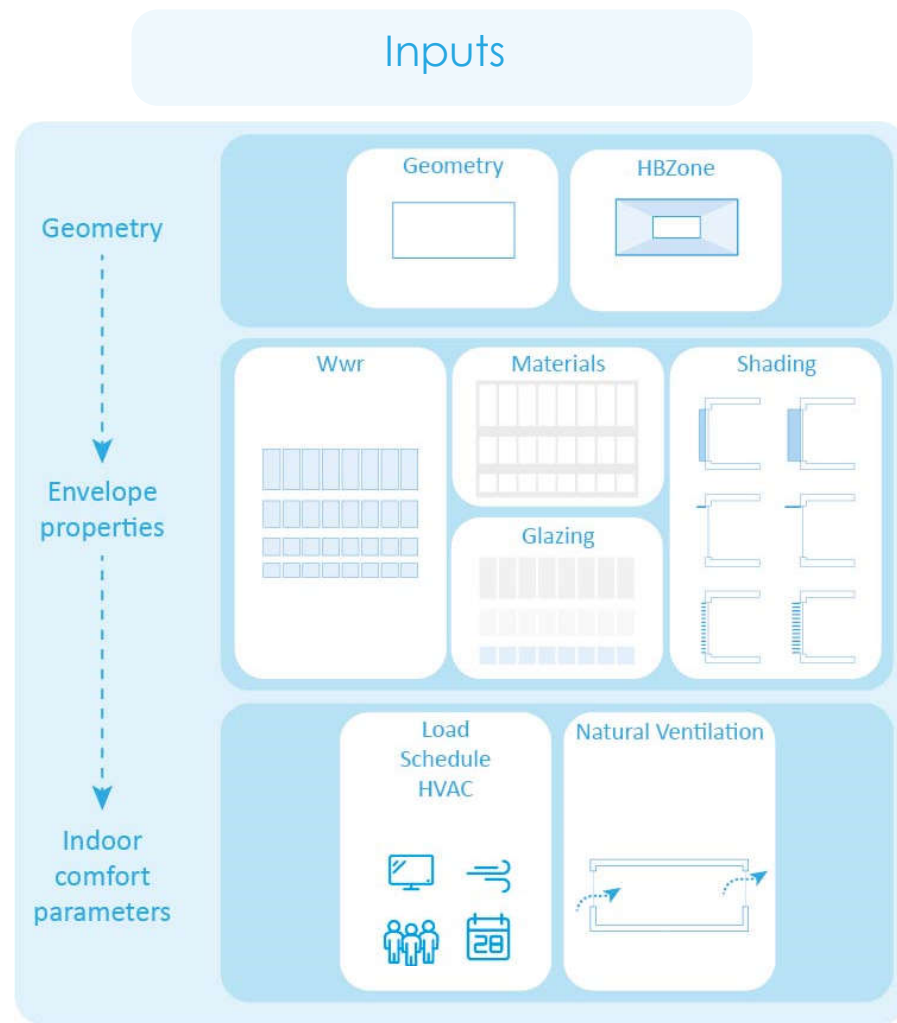 Inputs
Geometry
Geometry
HBZone
Envelope
properties
Wwr
Materials
Glazing
Shading
Indoor
comfort
parameters
Load
Schedule
HVAC
28
Natural Ventilation